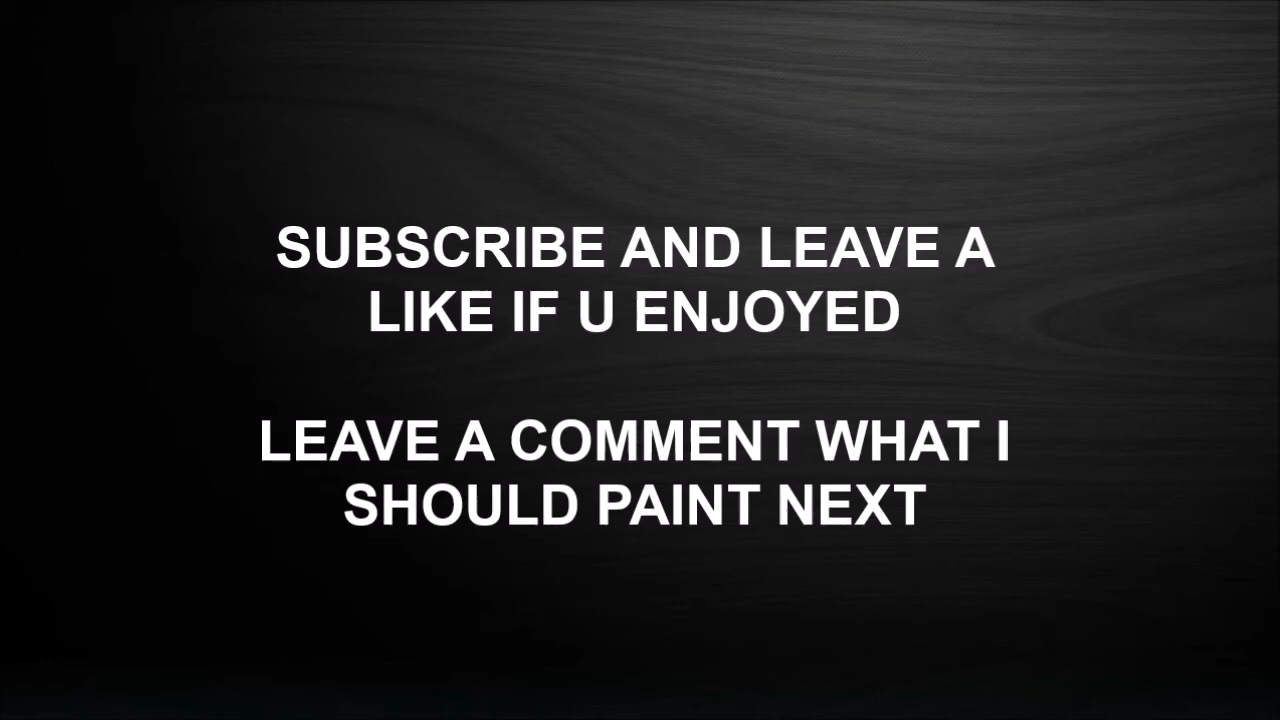 SUBSCRIBE AND LEAVE A
LIKE IF U ENJOYED
LEAVE A COMMENT WHAT I
SHOULD PAINT NEXT